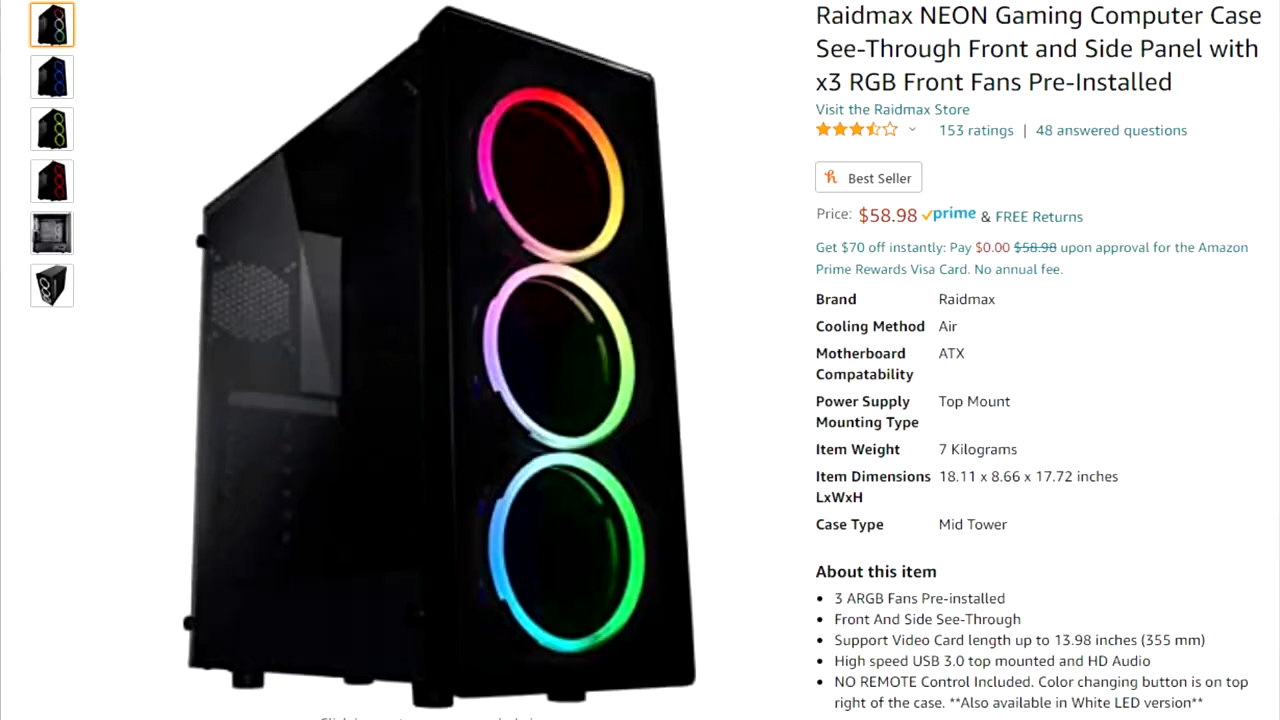 Raidmax NEON Gaming Computer Case
See-Through Front and Side Panel with
x3 RGB Front Fans Pre-Installed
Visit the Raidmax Store
153 ratings | 48 answered questions
Best Seller
Price: $58.98 prime & FREE Returns
Get $70 off instantly: Pay $0.00 $58.98 upon approval for the Amazon
Prime Rewards Visa Card. No annual fee.
Brand Raidmax
Cooling Method Air
Motherboard ATX
Compatability
Power Supply Top Mount
Mounting Type
Item Weight 7 Kilograms
Item Dimensions 18.11 x 8.66 x 17.72 inches
LxWxH
Case Type Mid Tower
About this item
• 3 ARGB Fans Pre-installed
• Front And Side See-Through
• Support Video Card length up to 13.98 inches (355 mm)
• High speed USB 3.0 top mounted and HD Audio
• NO REMOTE Control Included. Color changing button is on top
right of the case. **Also available in White LED version**